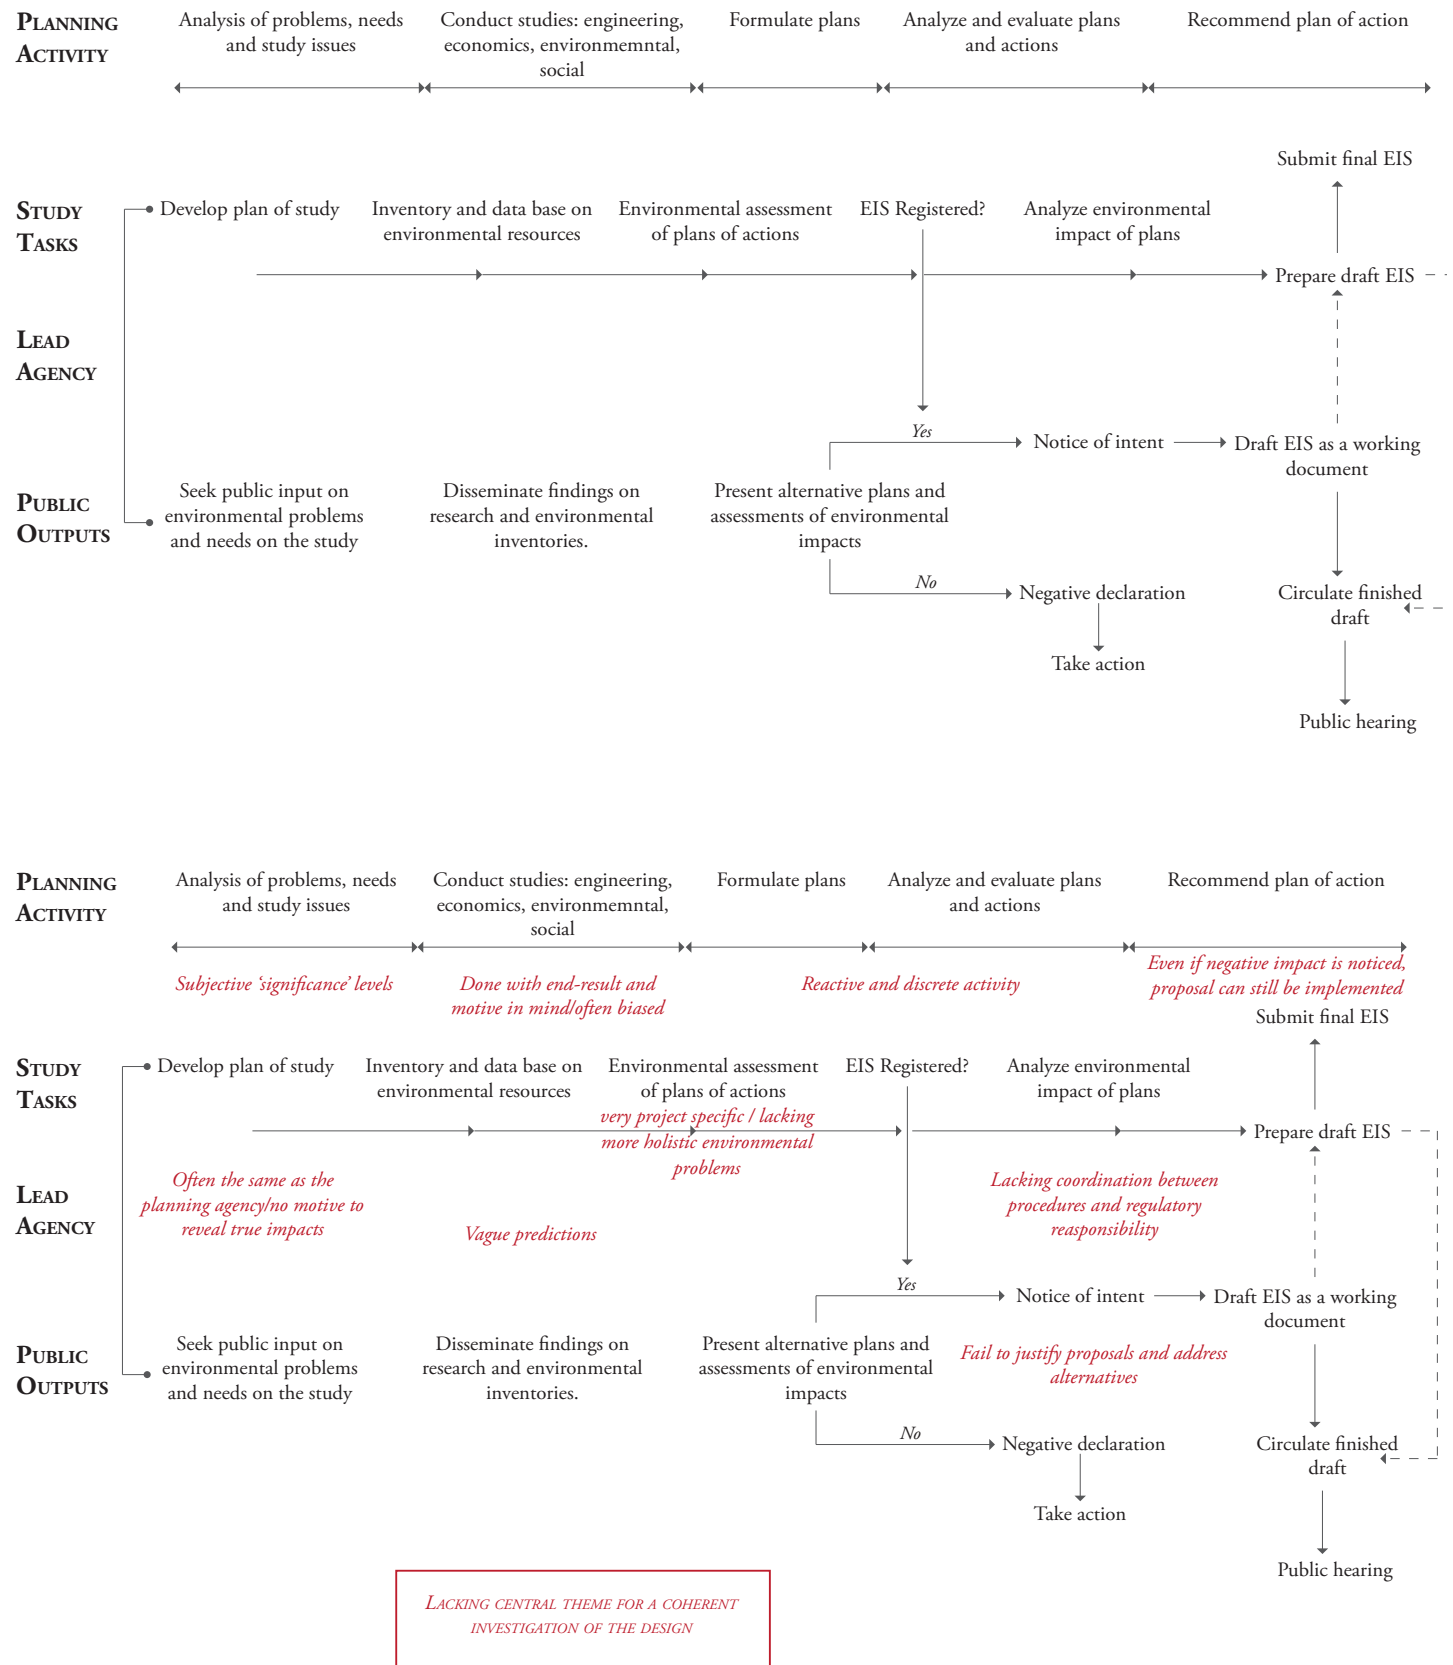 PLANNING
ACTIVITY
Analysis of problems, needs
and study issues
Conduct studies: engineering,
economics, environmemntal,
social
Formulate plans
Analyze and evaluate plans
and actions
Recommend plan of action
Submit final EIS
STUDY
TASKS
Develop plan of study
Inventory and data base on
environmental resources
Environmental assessment
of plans of actions
EIS Registered?
Analyze environmental
impact of plans
Prepare draft EIS
LEAD
AGENCY
Yes
Notice of intent
Draft EIS as a working
document
PUBLIC
OUTPUTS
Seek public input on
environmental problems
and needs on the study
Disseminate findings on
research and environmental
inventories.
Present alternative plans and
assessments of environmental
impacts
No
Negative declaration
Take action
Circulate finished
draft
Public hearing
PLANNING
ACTIVITY
Analysis of problems, needs
and study issues
Conduct studies: engineering,
economics, environmemntal,
social
Formulate plans
Analyze and evaluate plans
and actions
Recommend plan of action
Subjective ‘significance’ levels
Done with end-result and
motive in mind/often biased
Reactive and discrete activity
Even if negative impact is noticed,
proposal can still be implemented
Submit final EIS
STUDY
TASKS
Develop plan of study
Inventory and data base on
environmental resources
Environmental assessment
of plans of actions
very project specific / lacking
more holistic environmental
problems
EIS Registered?
Analyze environmental
impact of plans
Prepare draft EIS
LEAD
AGENCY
Often the same as the
planning agency/no motive to
reveal true impacts
Vague predictions
Lacking coordination between
procedures and regulatory
reasponsibility
Yes
Notice of intent
Draft EIS as a working
document
PUBLIC
OUTPUTS
Seek public input on
environmental problems
and needs on the study
Disseminate findings on
research and environmental
inventories.
Present alternative plans and
assessments of environmental
impacts
Fail to justify proposals and address
alternatives
No
Negative declaration
Take action
Circulate finished
draft
Public hearing
LACKING CENTRAL THEME FOR A COHERENT
INVESTIGATION OF THE DESIGN